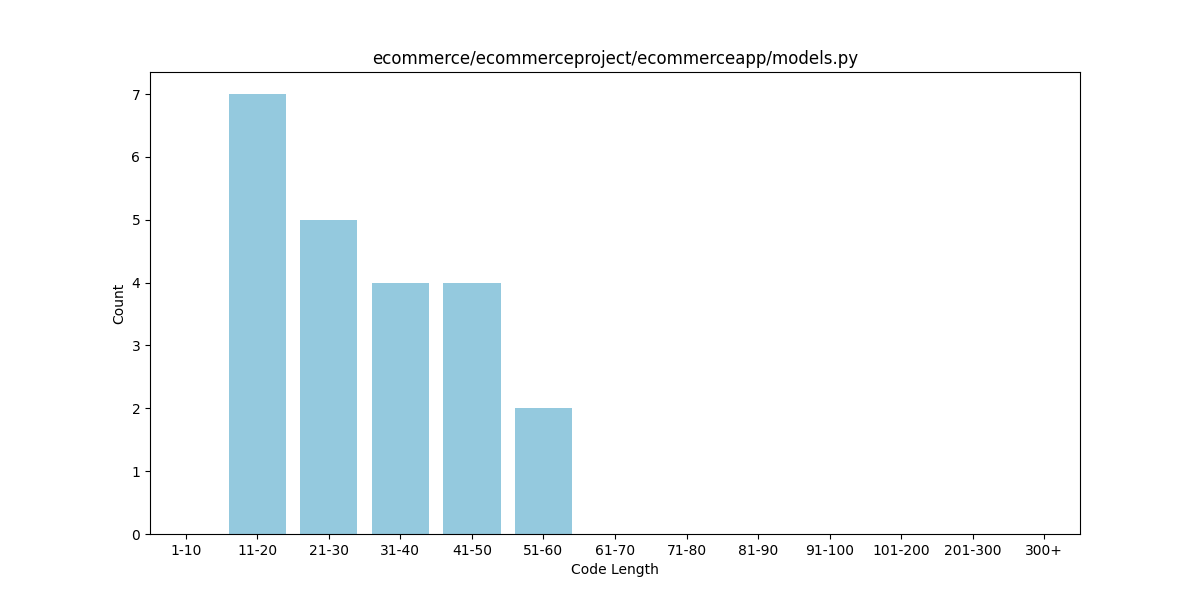 ecommerce/ecommerceproject/ecommerceapp/models.py
Count
7
6
5
4
3
2
1
0
1-10 11-20 21-30 31-40 41-50 51-60 61-70 71-80 81-90 91-100 101-200 201-300 300+
Code Length